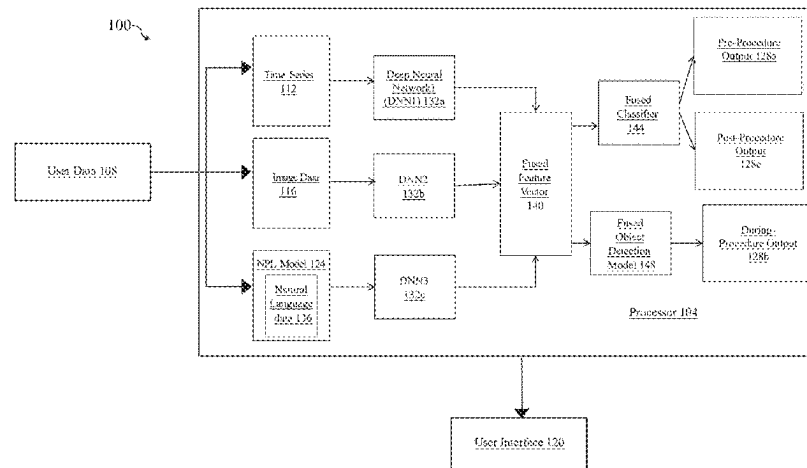 100
Time Series
112
Deep Neural
Network1
(DNN1) 132a
Pre-Procedure
Output 128a
Fused
Classifier
144
Post-Procedure
Output
128c
User Data 108
Image Data
116
DNN2
132b
Fused
Feature
Vector
140
Fused
Object
Detection
Model 148
During-
Procedure Output
128b
NPL Model 124
Natural
Language
data 136
DNN3
132c
Processor 104
User Interface 120